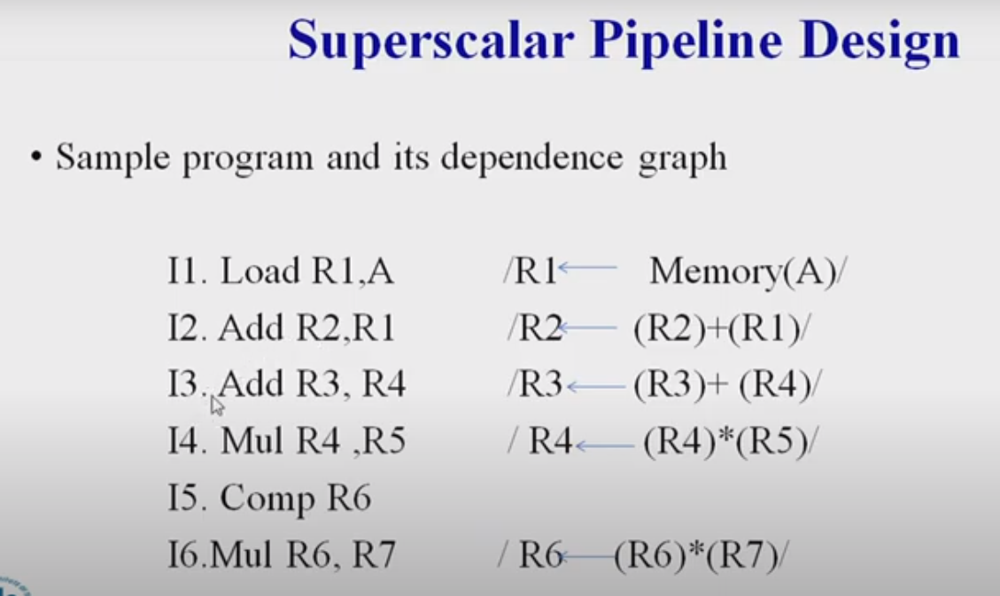 Superscalar Pipeline Design
• Sample program and its dependence graph
I1. Load R1,A /R1← Memory(A)/
I2. Add R2,R1 /R2← (R2)+(R1)/
I3. Add R3, R4 /R3← (R3)+ (R4)/
I4. Mul R4 ,R5 / R4← (R4)*(R5)/
I5. Comp R6
I6.Mul R6, R7 / R6← (R6)*(R7)/